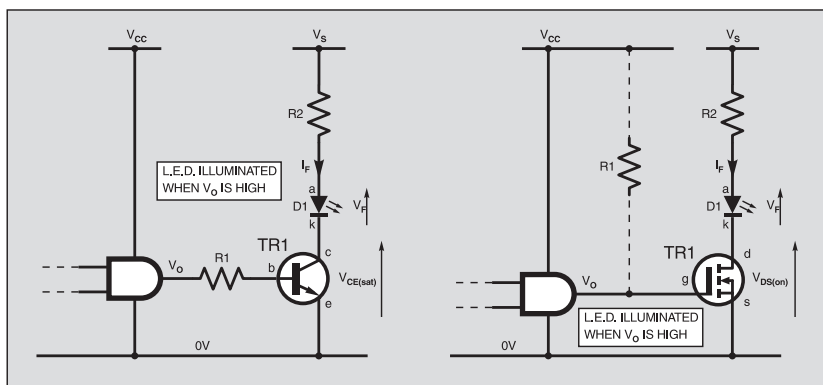 VCC
VS
R2
L.E.D. ILLUMINATED
WHEN VO IS HIGH
IF
a
D1
VF
k
TR1
VO
R1
b
c
VCE(sat)
e
0V
VCC
VS
R2
R1
IF
a
D1
VF
k
TR1
VO
g
d
VDS(on)
s
L.E.D. ILLUMINATED
WHEN VO IS HIGH
0V